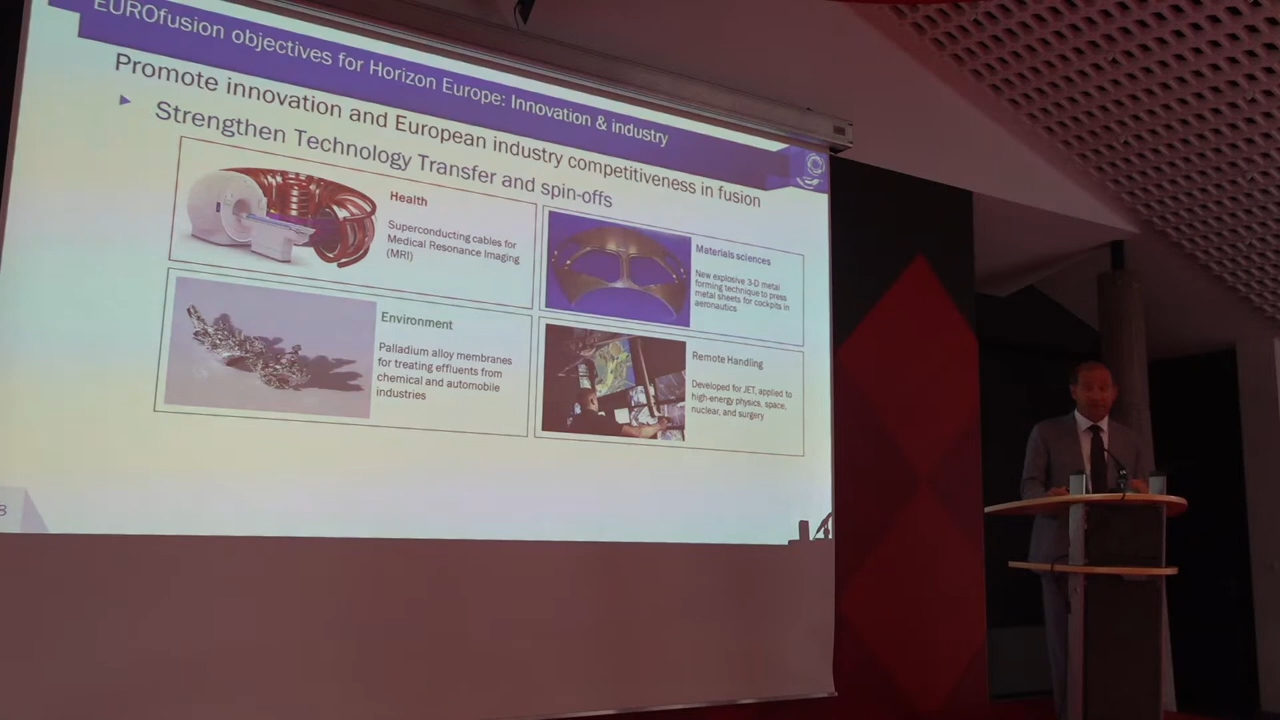 EUROfusion objectives for Horizon Europe: Innovation & industry
Promote innovation and European industry competitiveness in fusion
Strengthen Technology Transfer and spin-offs
Health
Superconducting cables for
Medical Resonance Imaging
(MRI)
Materials sciences
New explosive 3-D metal
forming technique to press
metal sheets for cockpits in
aeronautics
Environment
Palladium alloy membranes
for treating effluents from
chemical and automobile
industries
Remote Handling
Developed for JET, applied to
high-energy physics, space,
nuclear, and surgery